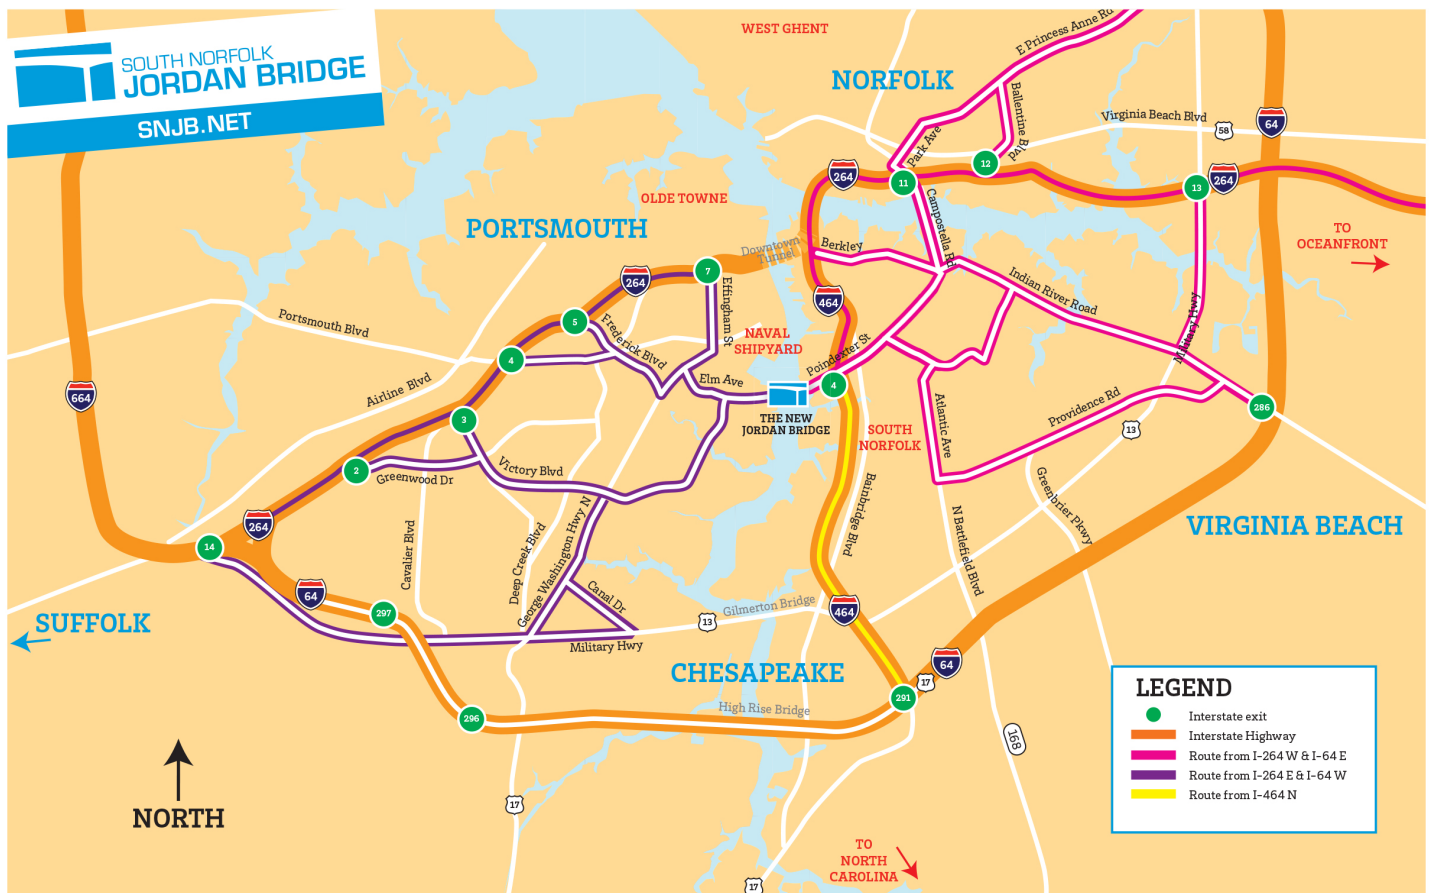 SOUTH NORFOLK
JORDAN BRIDGE
SNJB.NET
WEST GHENT
E Princess Anne Rd
NORFOLK
Ballentine Blvd
Virginia Beach Blvd
58
64
Park Ave
12
264
11
264
13
OLDE TOWNE
PORTSMOUTH
Campostella Rd
TO
OCEANFRONT
Downtown
Tunnel
Berkley
7
264
Effingham St
Indian River Road
464
Military Hwy
Portsmouth Blvd
5
Frederick Blvd
NAVAL
SHIPYARD
Poindexter St
4
Airline Blvd
Elm Ave
4
664
THE NEW
JORDAN BRIDGE
Atlantic Ave
Providence Rd
286
3
SOUTH
NORFOLK
13
2
Greenwood Dr
Victory Blvd
Bainbridge Blvd
Greenbrier Pkwy
264
VIRGINIA BEACH
14
Cavalier Blvd
Deep Creek Blvd
George Washington Hwy N
N Battlefield Blvd
64
297
Canal Dr
Gilmerton Bridge
464
13
SUFFOLK
Military Hwy
CHESAPEAKE
64
17
291
High Rise Bridge
296
168
NORTH
17
TO
NORTH
CAROLINA
17
LEGEND
Interstate exit
Interstate Highway
Route from I-264 W & I-64 E
Route from I-264 E & I-64 W
Route from I-464 N